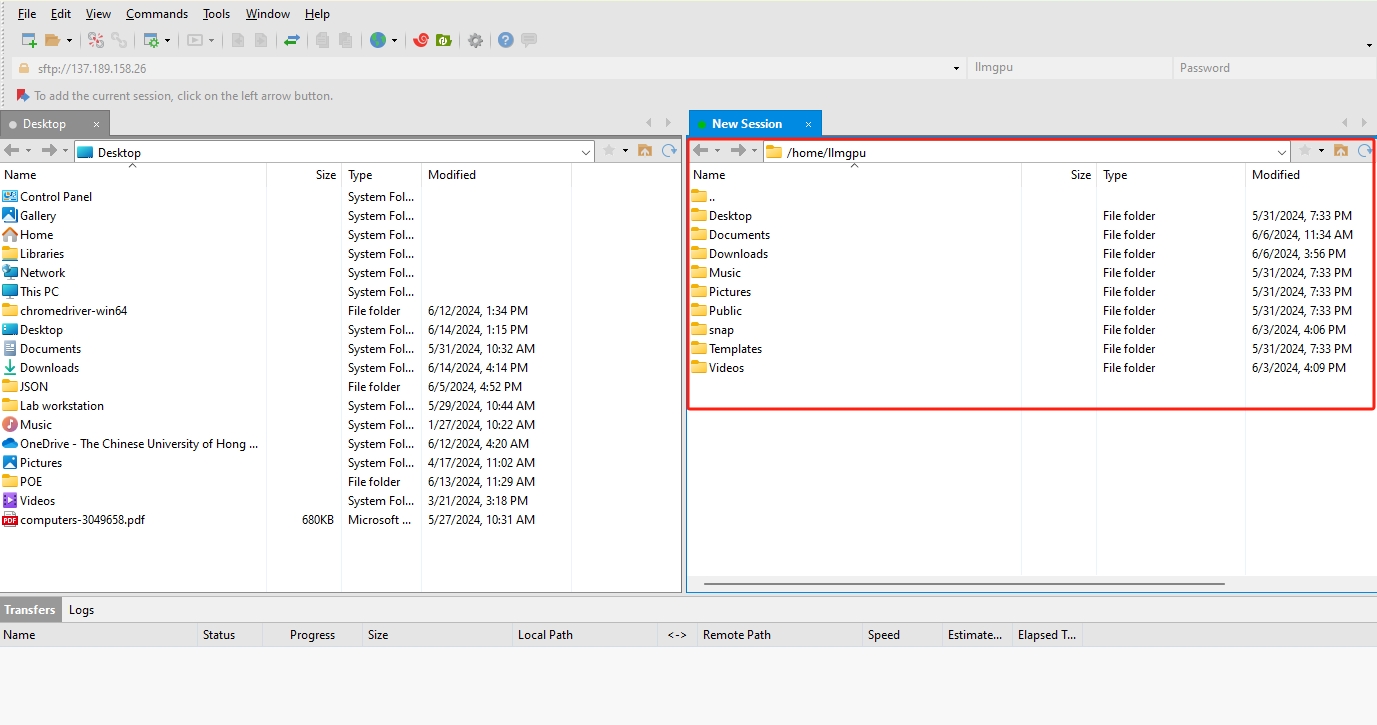 File Edit View Commands Tools Window Help
sftp://137.189.158.26 llmgpu Password
To add the current session, click on the left arrow button.
Desktop
Desktop
Name Size Type Modified
Control Panel System Fol...
Gallery System Fol...
Home System Fol...
Libraries System Fol...
Network System Fol...
This PC System Fol...
chromedriver-win64 File folder 6/12/2024, 1:34 PM
Desktop System Fol... 6/14/2024, 1:15 PM
Documents System Fol... 5/31/2024, 10:32 AM
Downloads System Fol... 6/14/2024, 4:14 PM
JSON File folder 6/5/2024, 4:52 PM
Lab workstation System Fol... 5/29/2024, 10:44 AM
Music System Fol... 1/27/2024, 10:22 AM
OneDrive - The Chinese University of Hong ... System Fol... 6/12/2024, 4:20 AM
Pictures System Fol... 4/17/2024, 11:02 AM
POE File folder 6/13/2024, 11:29 AM
Videos System Fol... 3/21/2024, 3:18 PM
PDF computers-3049658.pdf 680KB Microsoft ... 5/27/2024, 10:31 AM
New Session
/home/llmgpu
Name Size Type Modified
..
Desktop File folder 5/31/2024, 7:33 PM
Documents File folder 6/6/2024, 11:34 AM
Downloads File folder 6/6/2024, 3:56 PM
Music File folder 5/31/2024, 7:33 PM
Pictures File folder 5/31/2024, 7:33 PM
Public File folder 5/31/2024, 7:33 PM
snap File folder 6/3/2024, 4:06 PM
Templates File folder 5/31/2024, 7:33 PM
Videos File folder 6/3/2024, 4:09 PM
Transfers Logs
Name Status Progress Size Local Path <-> Remote Path Speed Estimate... Elapsed T...